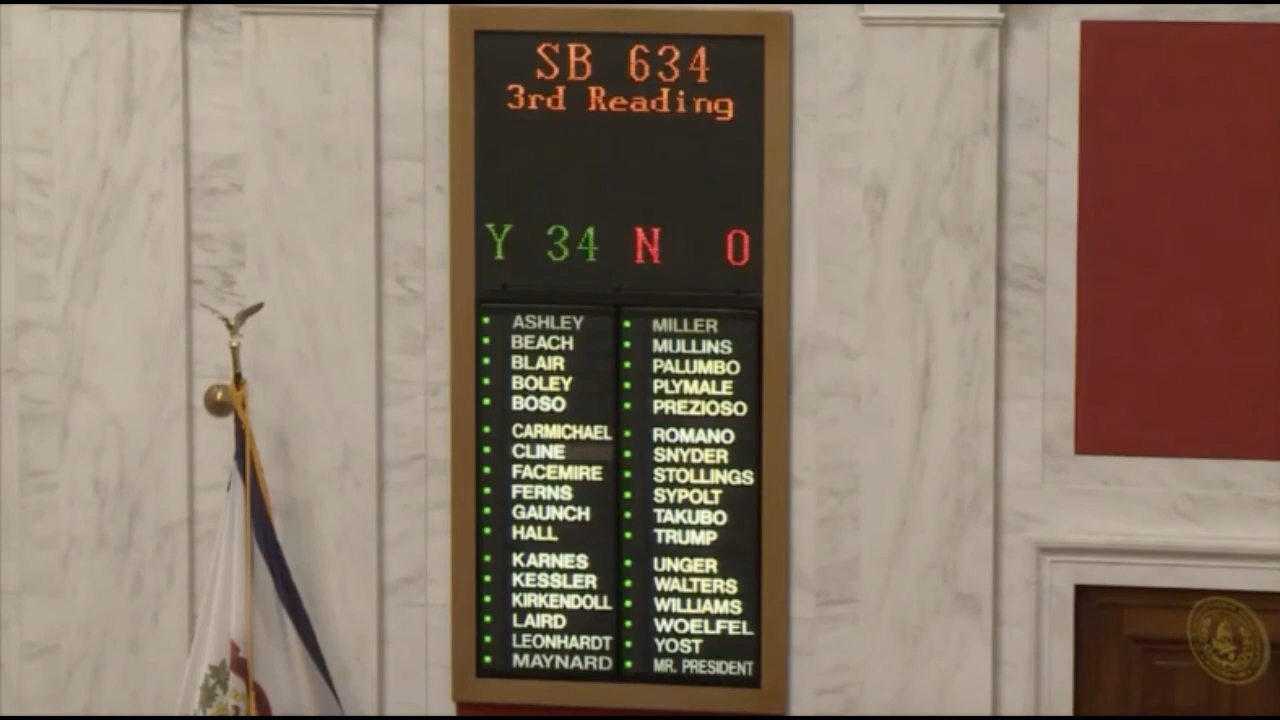 SB 634
3rd Reading
Y 34 N 0
ASHLEY
BEACH
BLAIR
BOLEY
BOSO
CARMICHAEL
CLINE
FACEMIRE
FERNS
GAUNCH
HALL
KARNES
KESSLER
KIRKENDOLL
LAIRD
LEONHARDT
MAYNARD
MILLER
MULLINS
PALUMBO
PLYMALE
PREZIOSO
ROMANO
SNYDER
STOLLINGS
SYPOLT
TAKUBO
TRUMP
UNGER
WALTERS
WILLIAMS
WOELFEL
YOST
MR. PRESIDENT